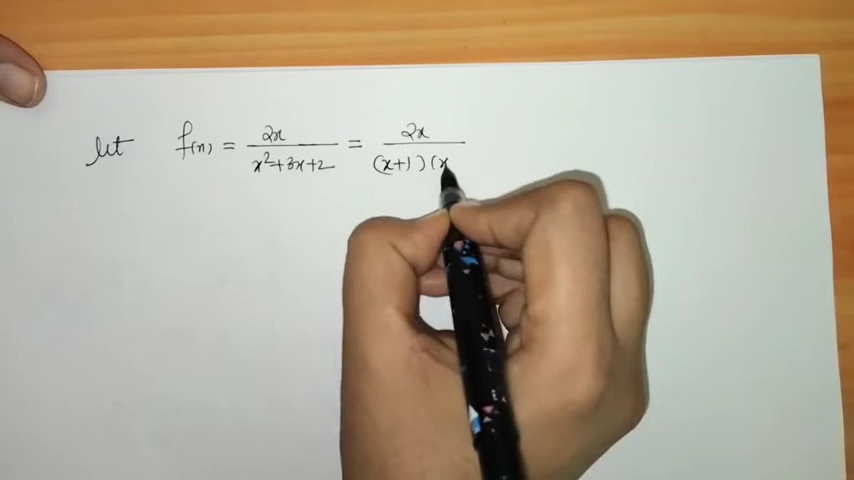 let f(x) = 2x / x²+3x+2 = 2x / (x+1)(x